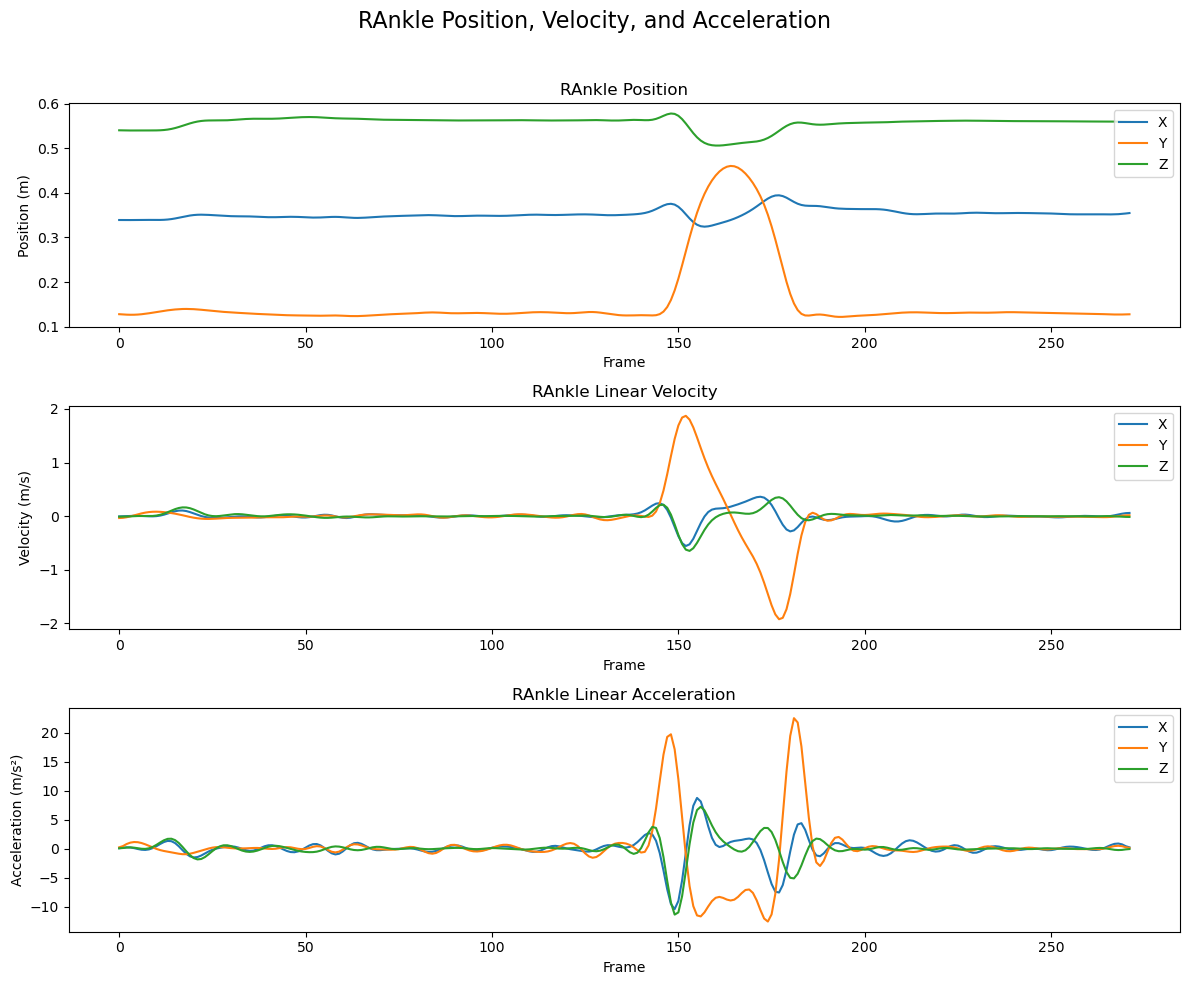 RAnkle Position, Velocity, and Acceleration
RAnkle Position
0.6
0.5
0.4
0.3
0.2
0.1
Position (m)
X
Y
Z
0
50
100
150
200
250
Frame
RAnkle Linear Velocity
2
1
0
−1
−2
Velocity (m/s)
X
Y
Z
0
50
100
150
200
250
Frame
RAnkle Linear Acceleration
20
15
10
5
0
−5
−10
Acceleration (m/s²)
X
Y
Z
0
50
100
150
200
250
Frame